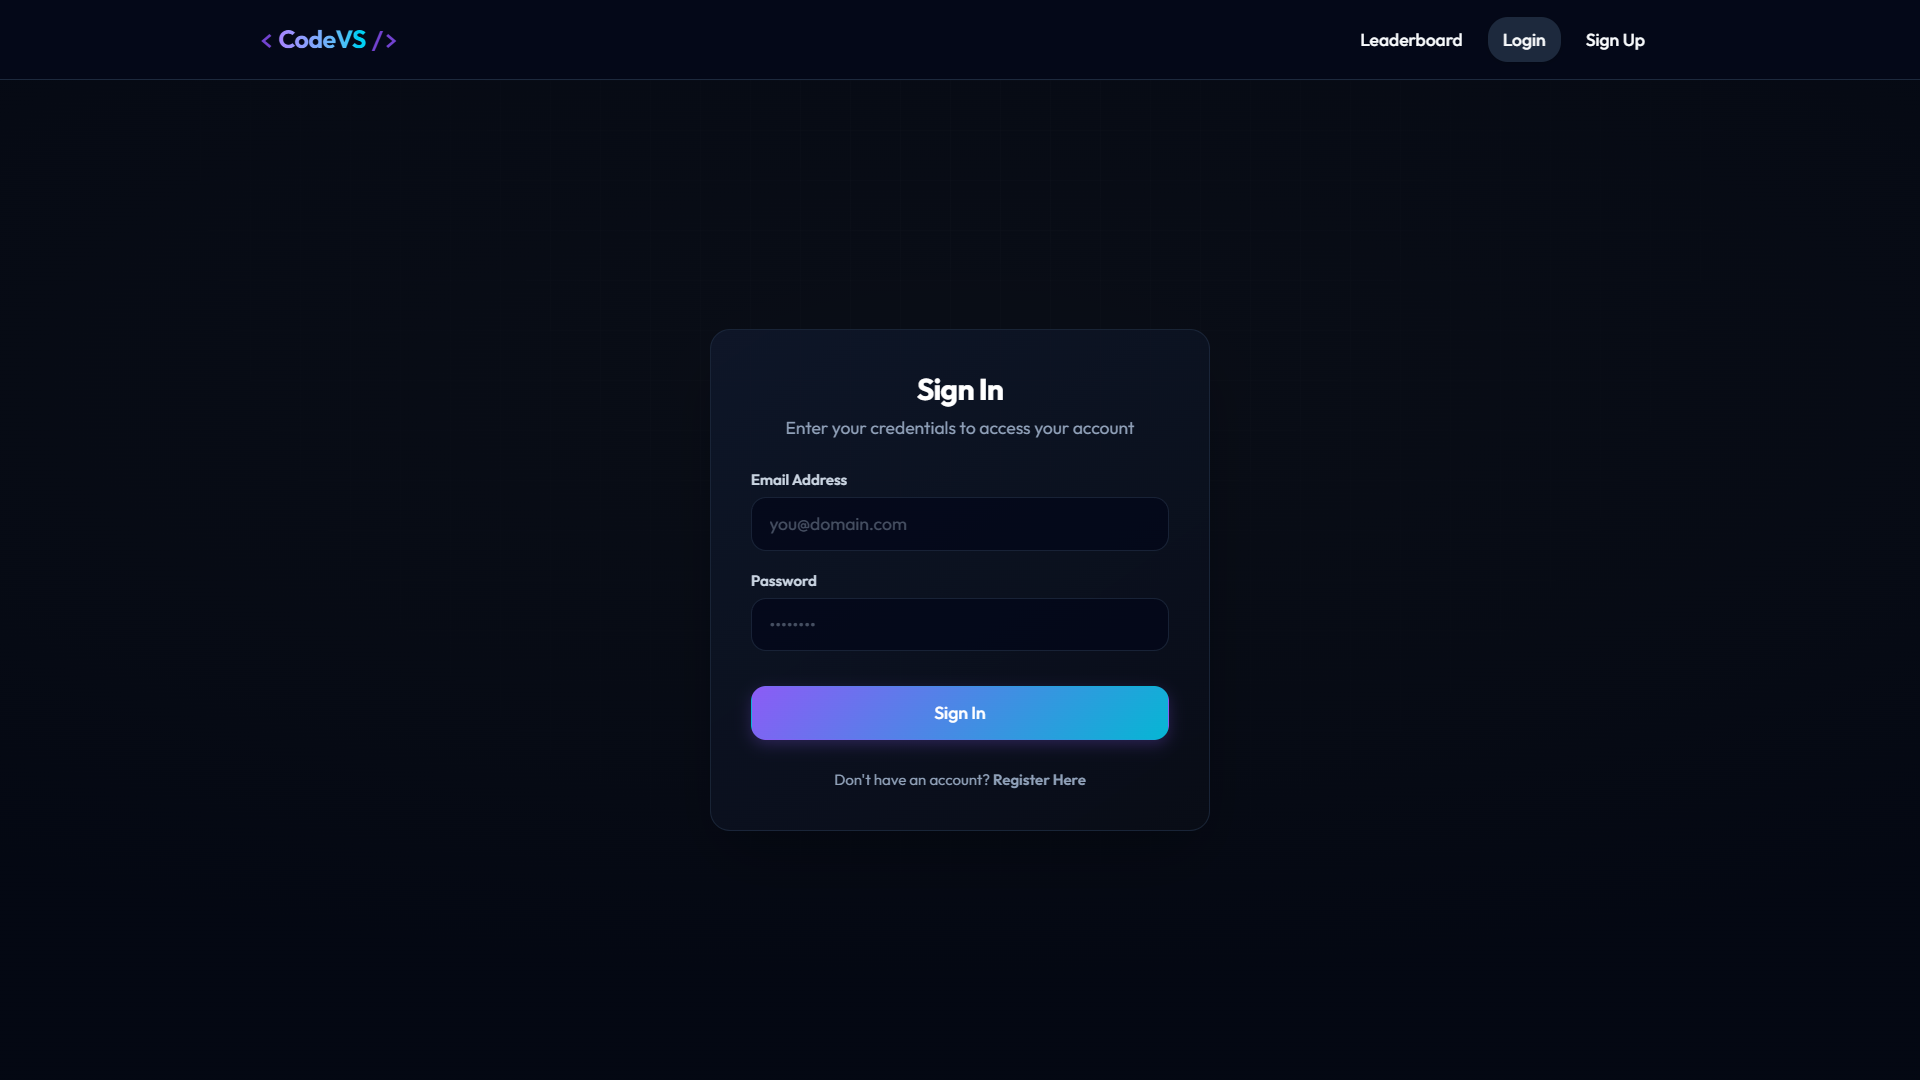 < CodeVS />
Leaderboard
Login
Sign Up
Sign In
Enter your credentials to access your account
Email Address
you@domain.com
Password
••••••••
Sign In
Don't have an account? Register Here